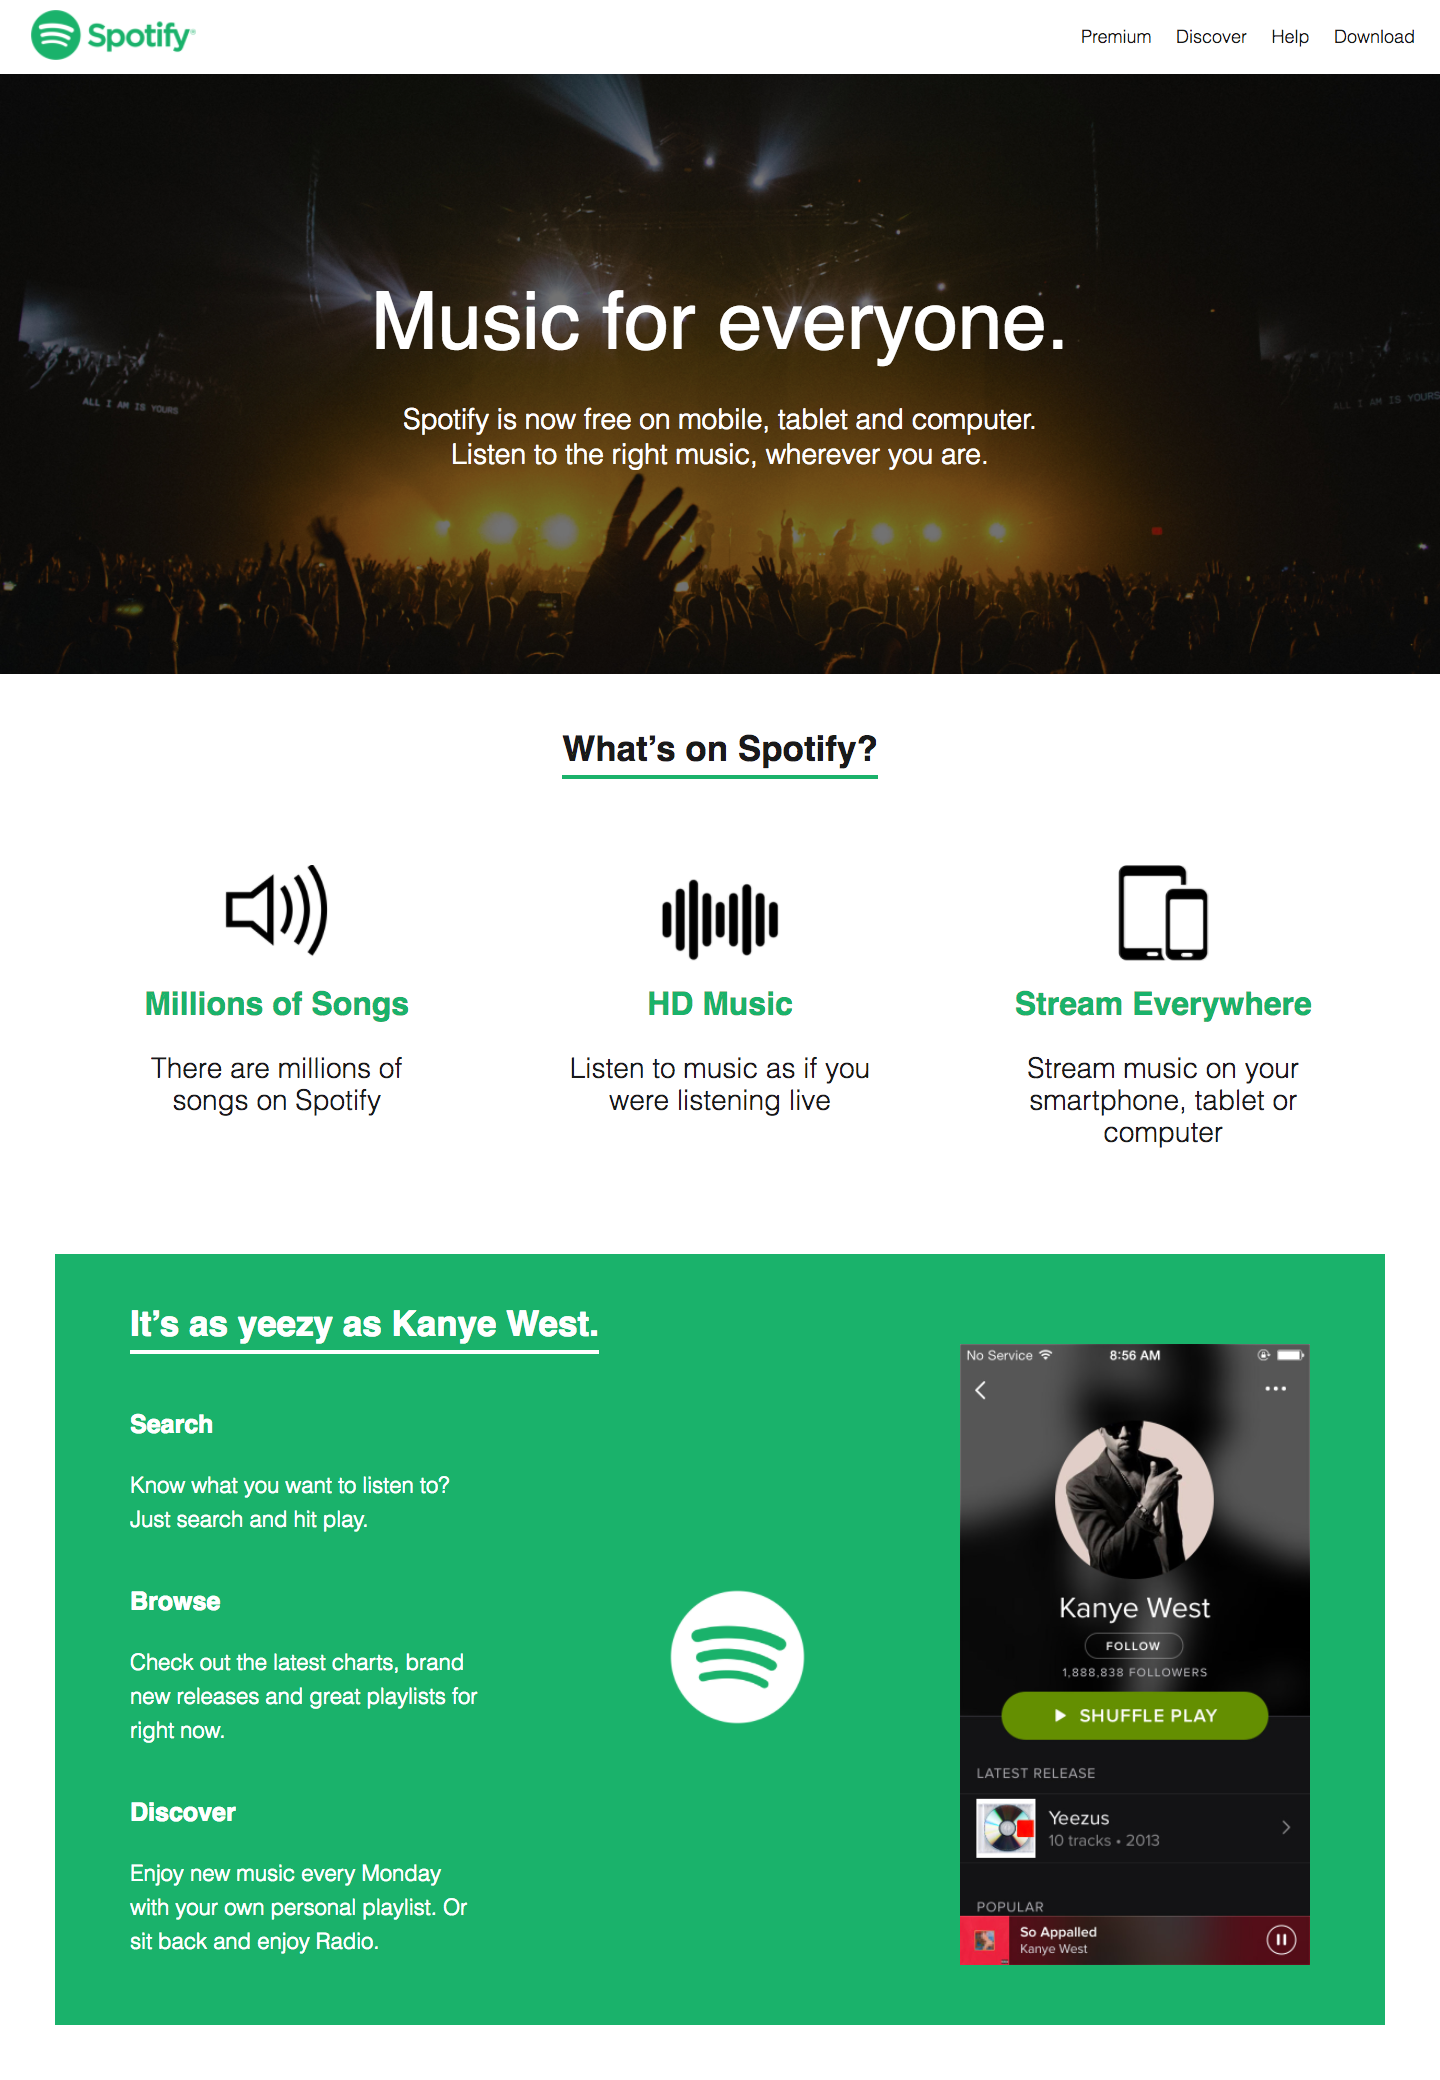 Spotify®
Premium Discover Help Download
Music for everyone.
ALL I AM IS YOURS
ALL I AM IS YOURS
Spotify is now free on mobile, tablet and computer.
Listen to the right music, wherever you are.
What’s on Spotify?
Millions of Songs
There are millions of
songs on Spotify
HD Music
Listen to music as if you
were listening live
Stream Everywhere
Stream music on your
smartphone, tablet or
computer
It’s as yeezy as Kanye West.
Search
Know what you want to listen to?
Just search and hit play.
Browse
Check out the latest charts, brand
new releases and great playlists for
right now.
Discover
Enjoy new music every Monday
with your own personal playlist. Or
sit back and enjoy Radio.
No Service 8:56 AM
Kanye West
FOLLOW
1,888,838 FOLLOWERS
SHUFFLE PLAY
LATEST RELEASE
Yeezus
10 tracks • 2013
POPULAR
So Appalled
Kanye West